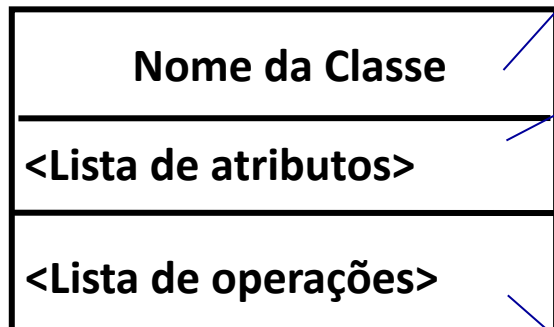 Nome da Classe
<Lista de atributos>
<Lista de operações>